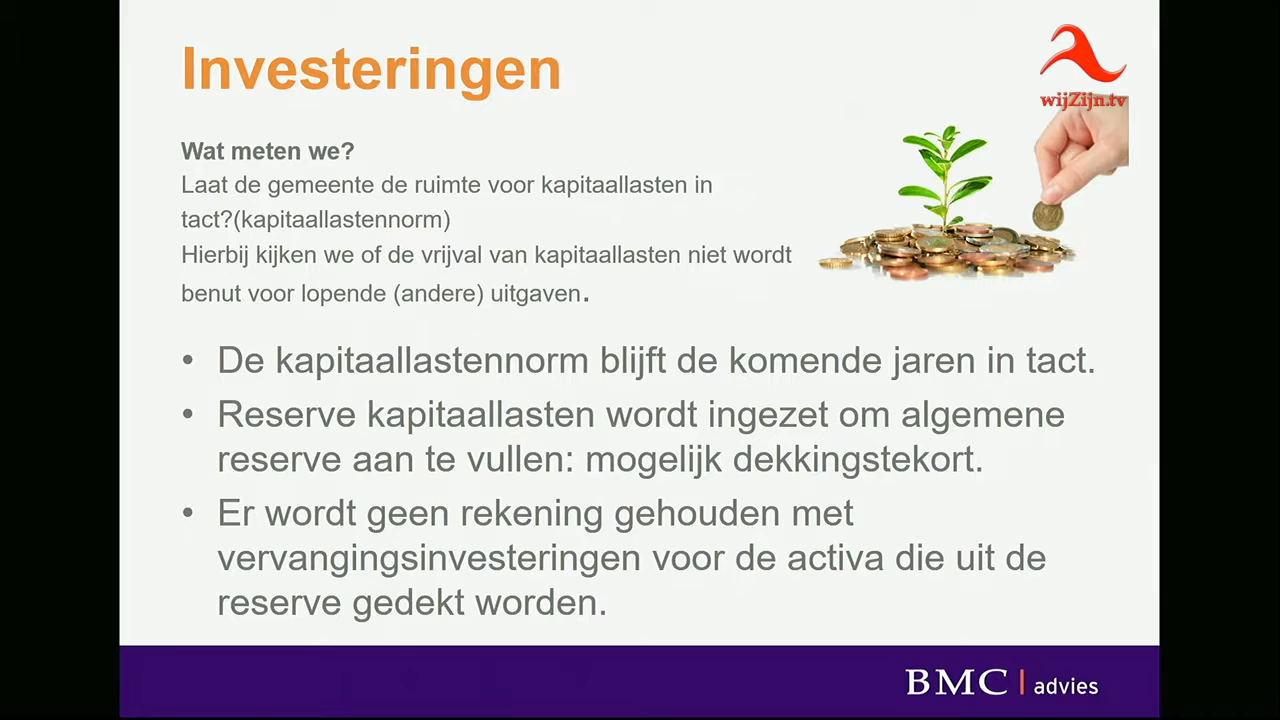 Investeringen
wijZijn.tv
Wat meten we?
Laat de gemeente de ruimte voor kapitaallasten in
tact?(kapitaallastennorm)
Hierbij kijken we of de vrijval van kapitaallasten niet wordt
benut voor lopende (andere) uitgaven.
• De kapitaallastennorm blijft de komende jaren in tact.
• Reserve kapitaallasten wordt ingezet om algemene
reserve aan te vullen: mogelijk dekkingstekort.
• Er wordt geen rekening gehouden met
vervangingsinvesteringen voor de activa die uit de
reserve gedekt worden.
BMC | advies